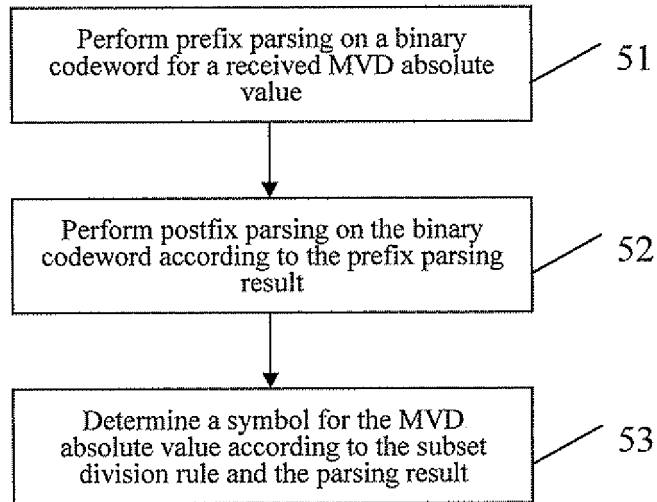 Perform prefix parsing on a binary
codeword for a received MVD absolute
value
51
Perform postfix parsing on the binary
codeword according to the prefix parsing
result
52
Determine a symbol for the MVD
absolute value according to the subset
division rule and the parsing result
53